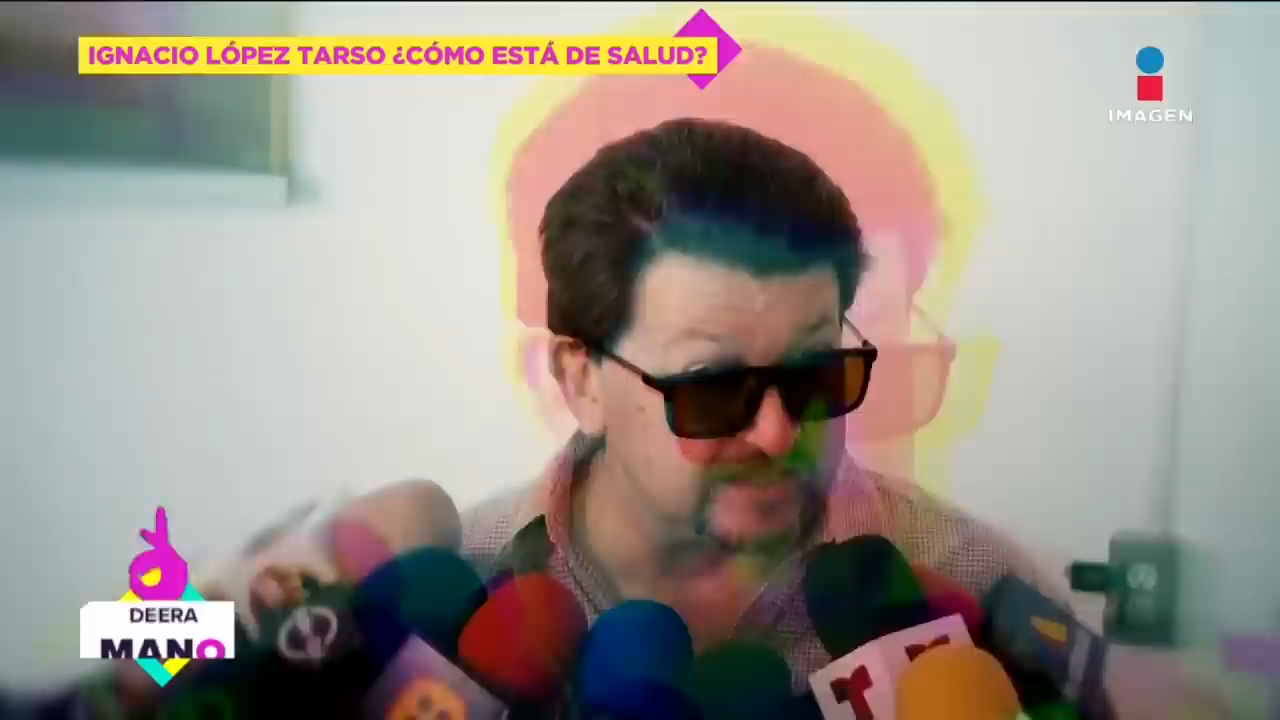 IGNACIO LÓPEZ TARSO ¿CÓMO ESTÁ DE SALUD?
IMAGEN
DEERA
MANO